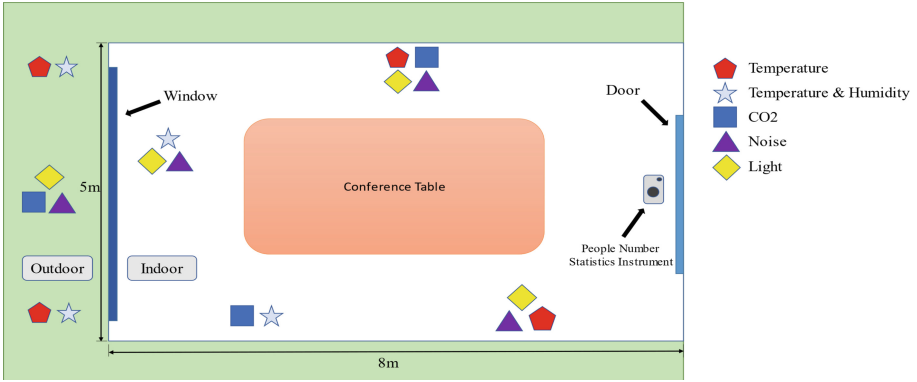 Window
Door
Temperature
Temperature & Humidity
CO2
Noise
Light
5m
Conference Table
People Number
Statistics Instrument
Outdoor
Indoor
8m